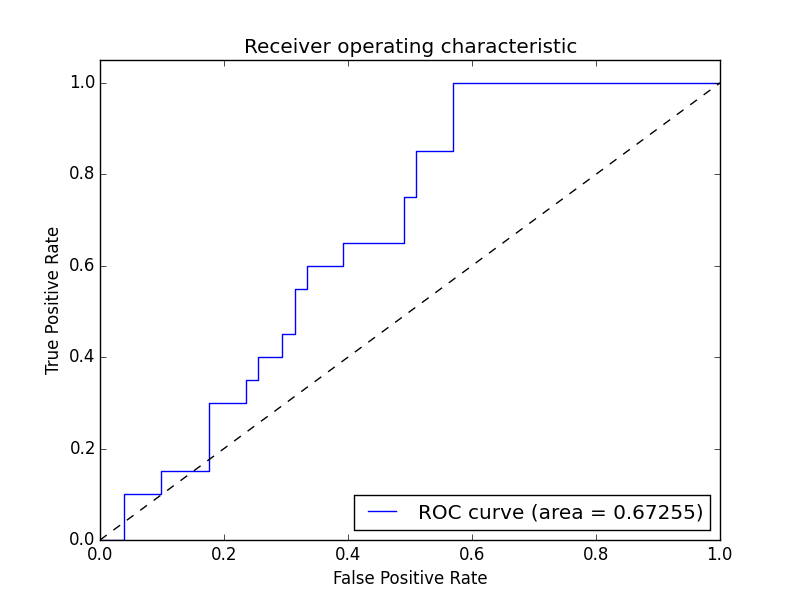 Receiver operating characteristic
1.0
0.8
0.6
0.4
0.2
0.0
True Positive Rate
ROC curve (area = 0.67255)
0.0 0.2 0.4 0.6 0.8 1.0
False Positive Rate